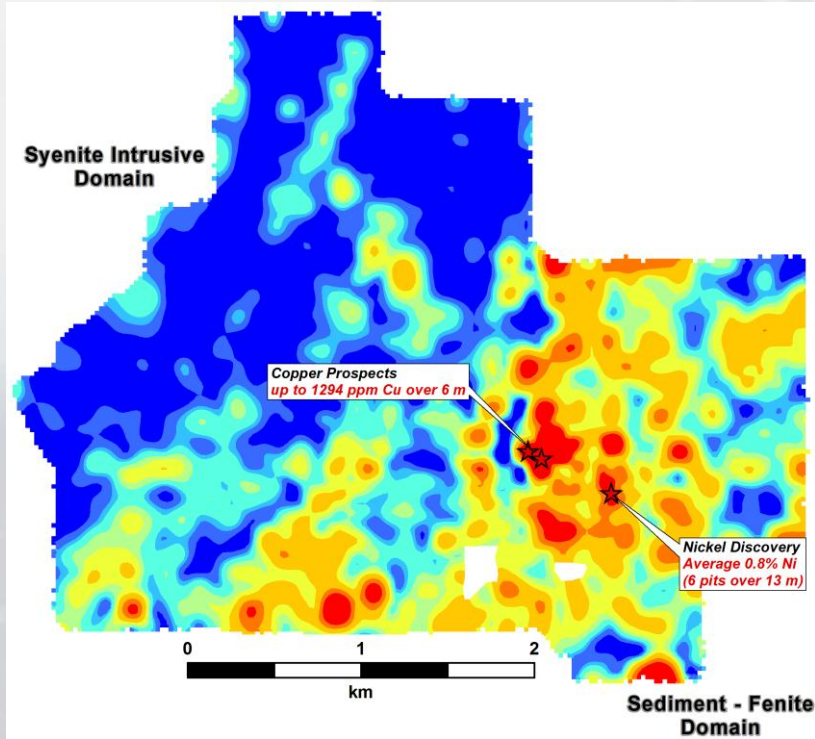 Syenite Intrusive
Domain
Copper Prospects
up to 1294 ppm Cu over 6 m
Nickel Discovery
Average 0.8% Ni
(6 pits over 13 m)
0 1 2
km
Sediment - Fenite
Domain